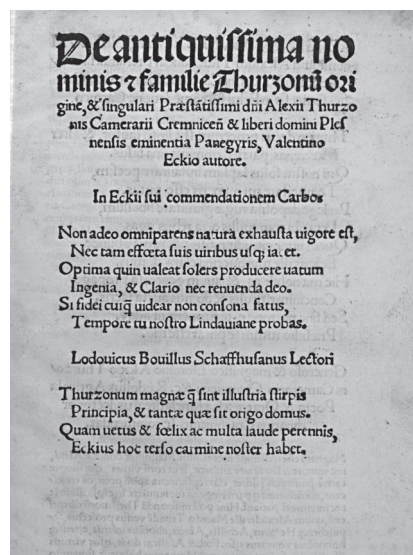 De antiquissima no
minis ⁊ familie Thurzonū ori
gine, & singulari Præstātissimi dn̄i Alexii Thurzo
nis Camerarii Cremniceñ & liberi domini Ples
nensis eminentia Panegyris, Valentino
Eckio autore.
In Eckii sui commendationem Carbos
Non adeo omniparens natura exhausta uigore est,
Nec tam effœta suis uiribus usq; iacet.
Optima quin ualeat solers producere uatum
Ingenia, & Clario nec renuenda deo.
Si fidei cuiq̄ uidear non consona fatus,
Tempore tu nostro Lindauiane probas.
Lodouicus Bouillus Schaffhusanus Lectori
Thurzonum magnæ q̄ sint illustria stirpis
Principia, & tantæ quæ sit origo domus.
Quam uetus & fœlix ac multa laude perennis,
Eckius hoc terso carmine noster habet.